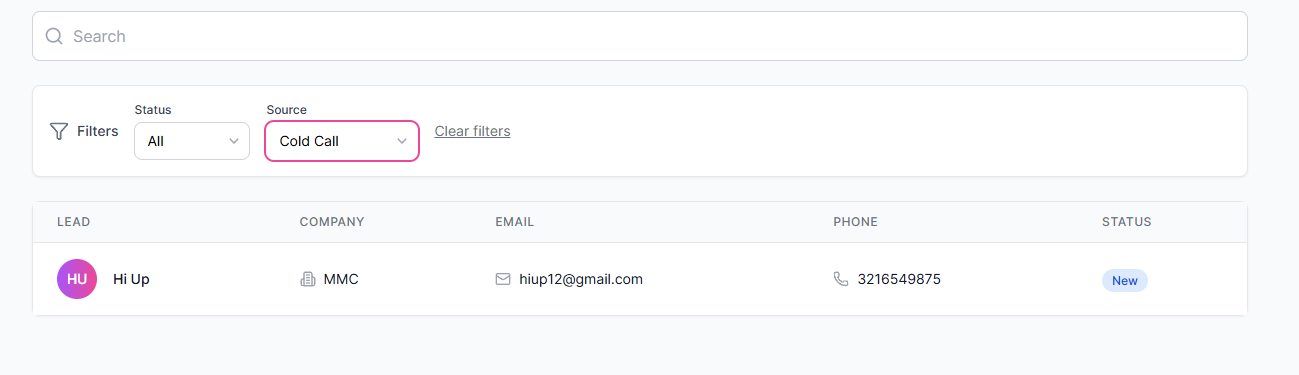 Search
Status Source
Filters All Cold Call Clear filters
LEAD COMPANY EMAIL PHONE STATUS
HU Hi Up MMC hiup12@gmail.com 3216549875 New